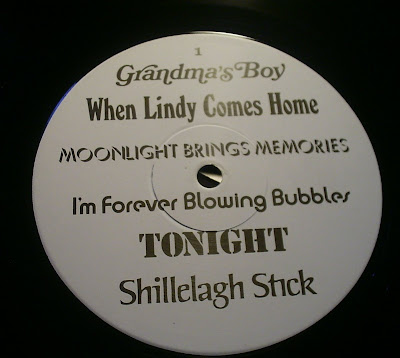 1
Grandma's Boy
When Lindy Comes Home
MOONLIGHT BRINGS MEMORIES
I'm Forever Blowing Bubbles
TONIGHT
Shillelagh Stick